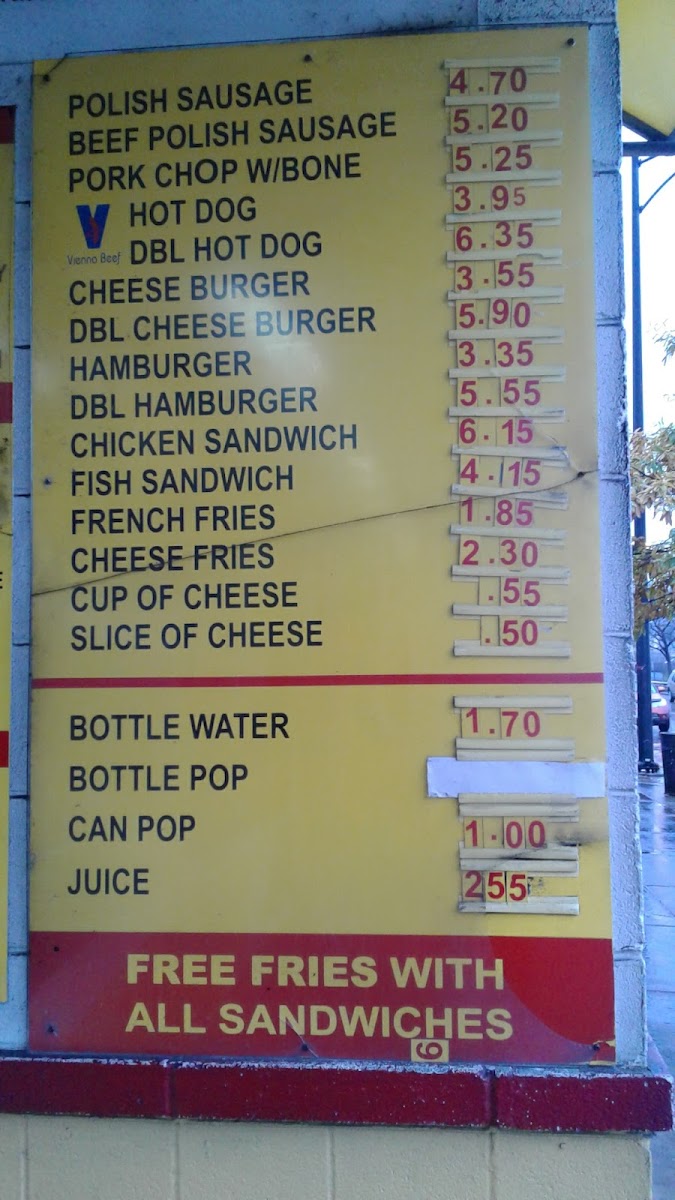 POLISH SAUSAGE 4.70
BEEF POLISH SAUSAGE 5.20
PORK CHOP W/BONE 5.25
V HOT DOG 3.95
Vienna Beef DBL HOT DOG 6.35
CHEESE BURGER 3.55
DBL CHEESE BURGER 5.90
HAMBURGER 3.35
DBL HAMBURGER 5.55
CHICKEN SANDWICH 6.15
FISH SANDWICH 4.15
FRENCH FRIES 1.85
CHEESE FRIES 2.30
CUP OF CHEESE .55
SLICE OF CHEESE .50
BOTTLE WATER 1.70
BOTTLE POP
CAN POP 1.00
JUICE 255
FREE FRIES WITH
ALL SANDWICHES
6